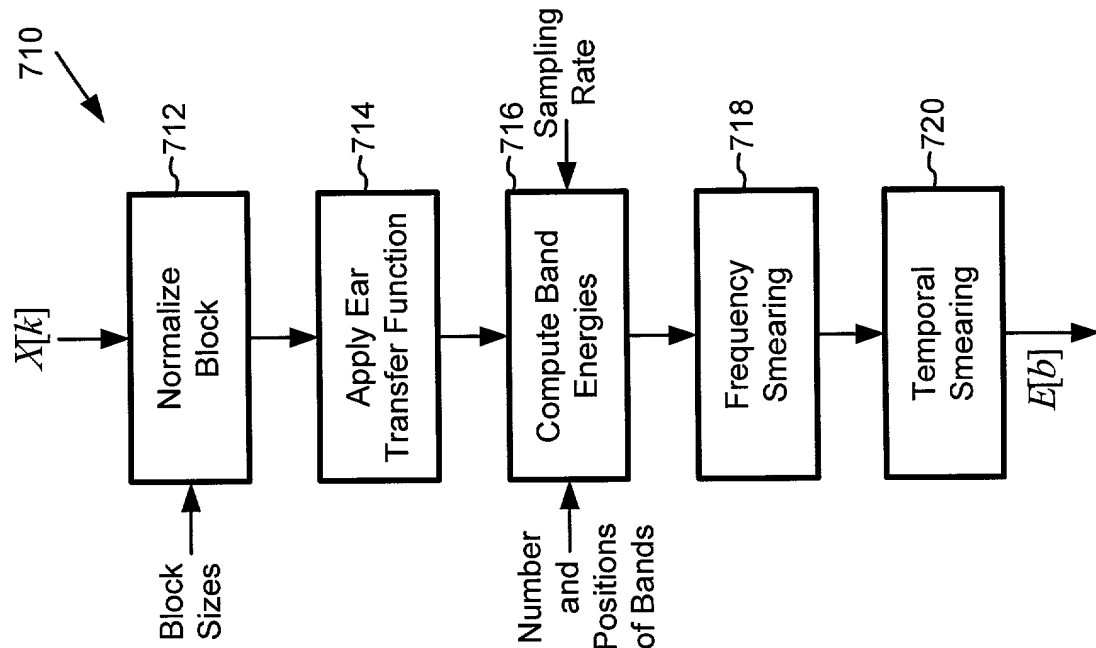 710
X[k]
Block
Sizes
Normalize
Block
712
Apply Ear
Transfer Function
714
Number
and
Positions
of Bands
Compute Band
Energies
716
Sampling
Rate
Frequency
Smearing
718
Temporal
Smearing
720
E[b]